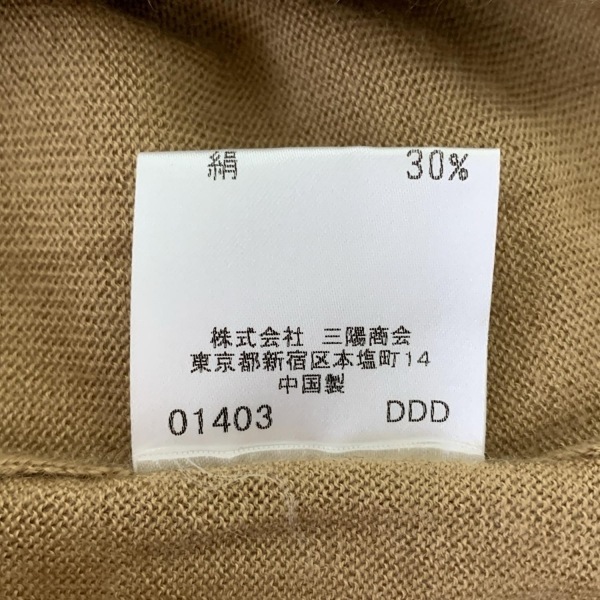 絹 30%
株式会社 三陽商会
東京都新宿区本塩町14
中国製
01403 DDD